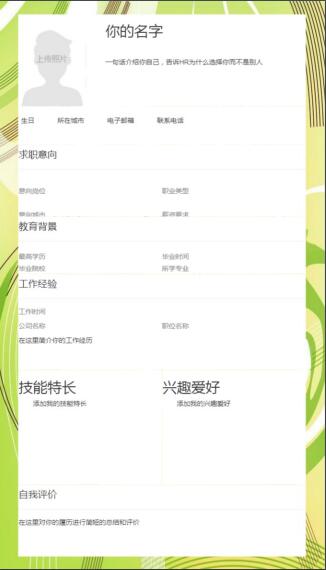 你的名字
上传照片
一句话介绍你自己，告诉HR为什么选择你而不是别人
生日 所在城市 电子邮箱 联系电话
求职意向
意向岗位 职业类型
意向城市 薪资要求
教育背景
最高学历 毕业时间
毕业院校 所学专业
工作经验
工作时间
公司名称 职位名称
在这里简介你的工作经历
技能特长 兴趣爱好
添加我的技能特长 添加我的兴趣爱好
自我评价
在这里对你的履历进行简短的总结和评价